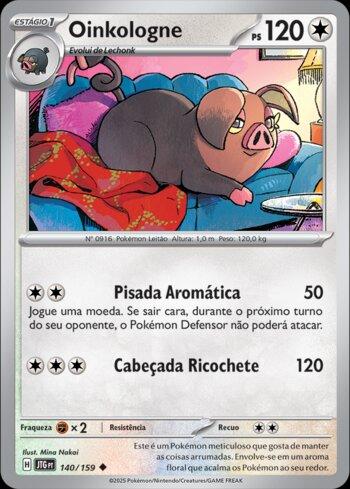 ESTÁGIO 1
Oinkologne
PS 120
Evolui de Lechonk
Nº 0916 Pokémon Leitão Altura: 1,0 m Peso: 120,0 kg
Pisada Aromática 50
Jogue uma moeda. Se sair cara, durante o próximo turno
do seu oponente, o Pokémon Defensor não poderá atacar.
Cabeçada Ricochete 120
Fraqueza × 2 Resistência Recuo
Ilust. Mina Nakai
H JTG PT 140/159
Este é um Pokémon meticuloso que gosta de manter
as coisas arrumadas. Envolve-se em um aroma
floral que acalma os Pokémon ao seu redor.
©2025 Pokémon/Nintendo/Creatures/GAME FREAK